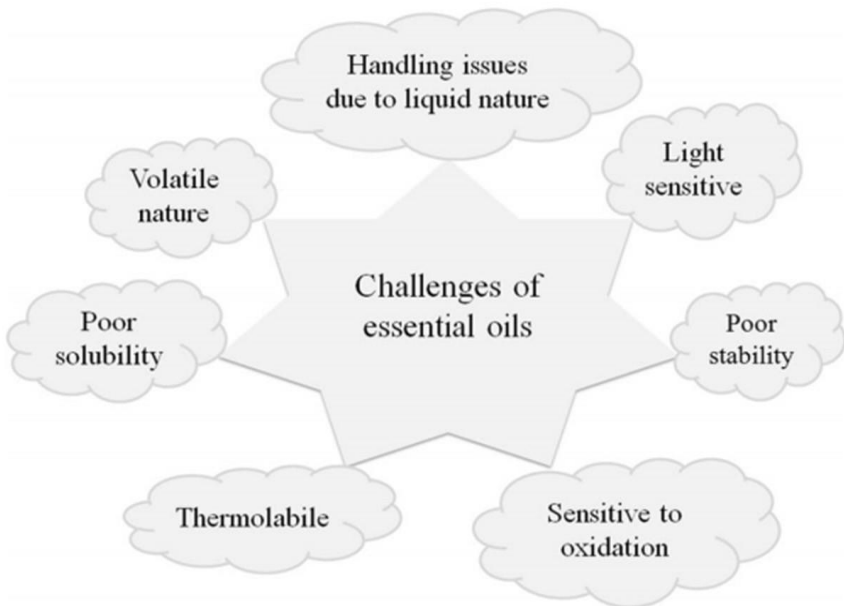 Handling issues
due to liquid nature
Light
sensitive
Volatile
nature
Challenges of
essential oils
Poor
solubility
Poor
stability
Thermolabile
Sensitive to
oxidation